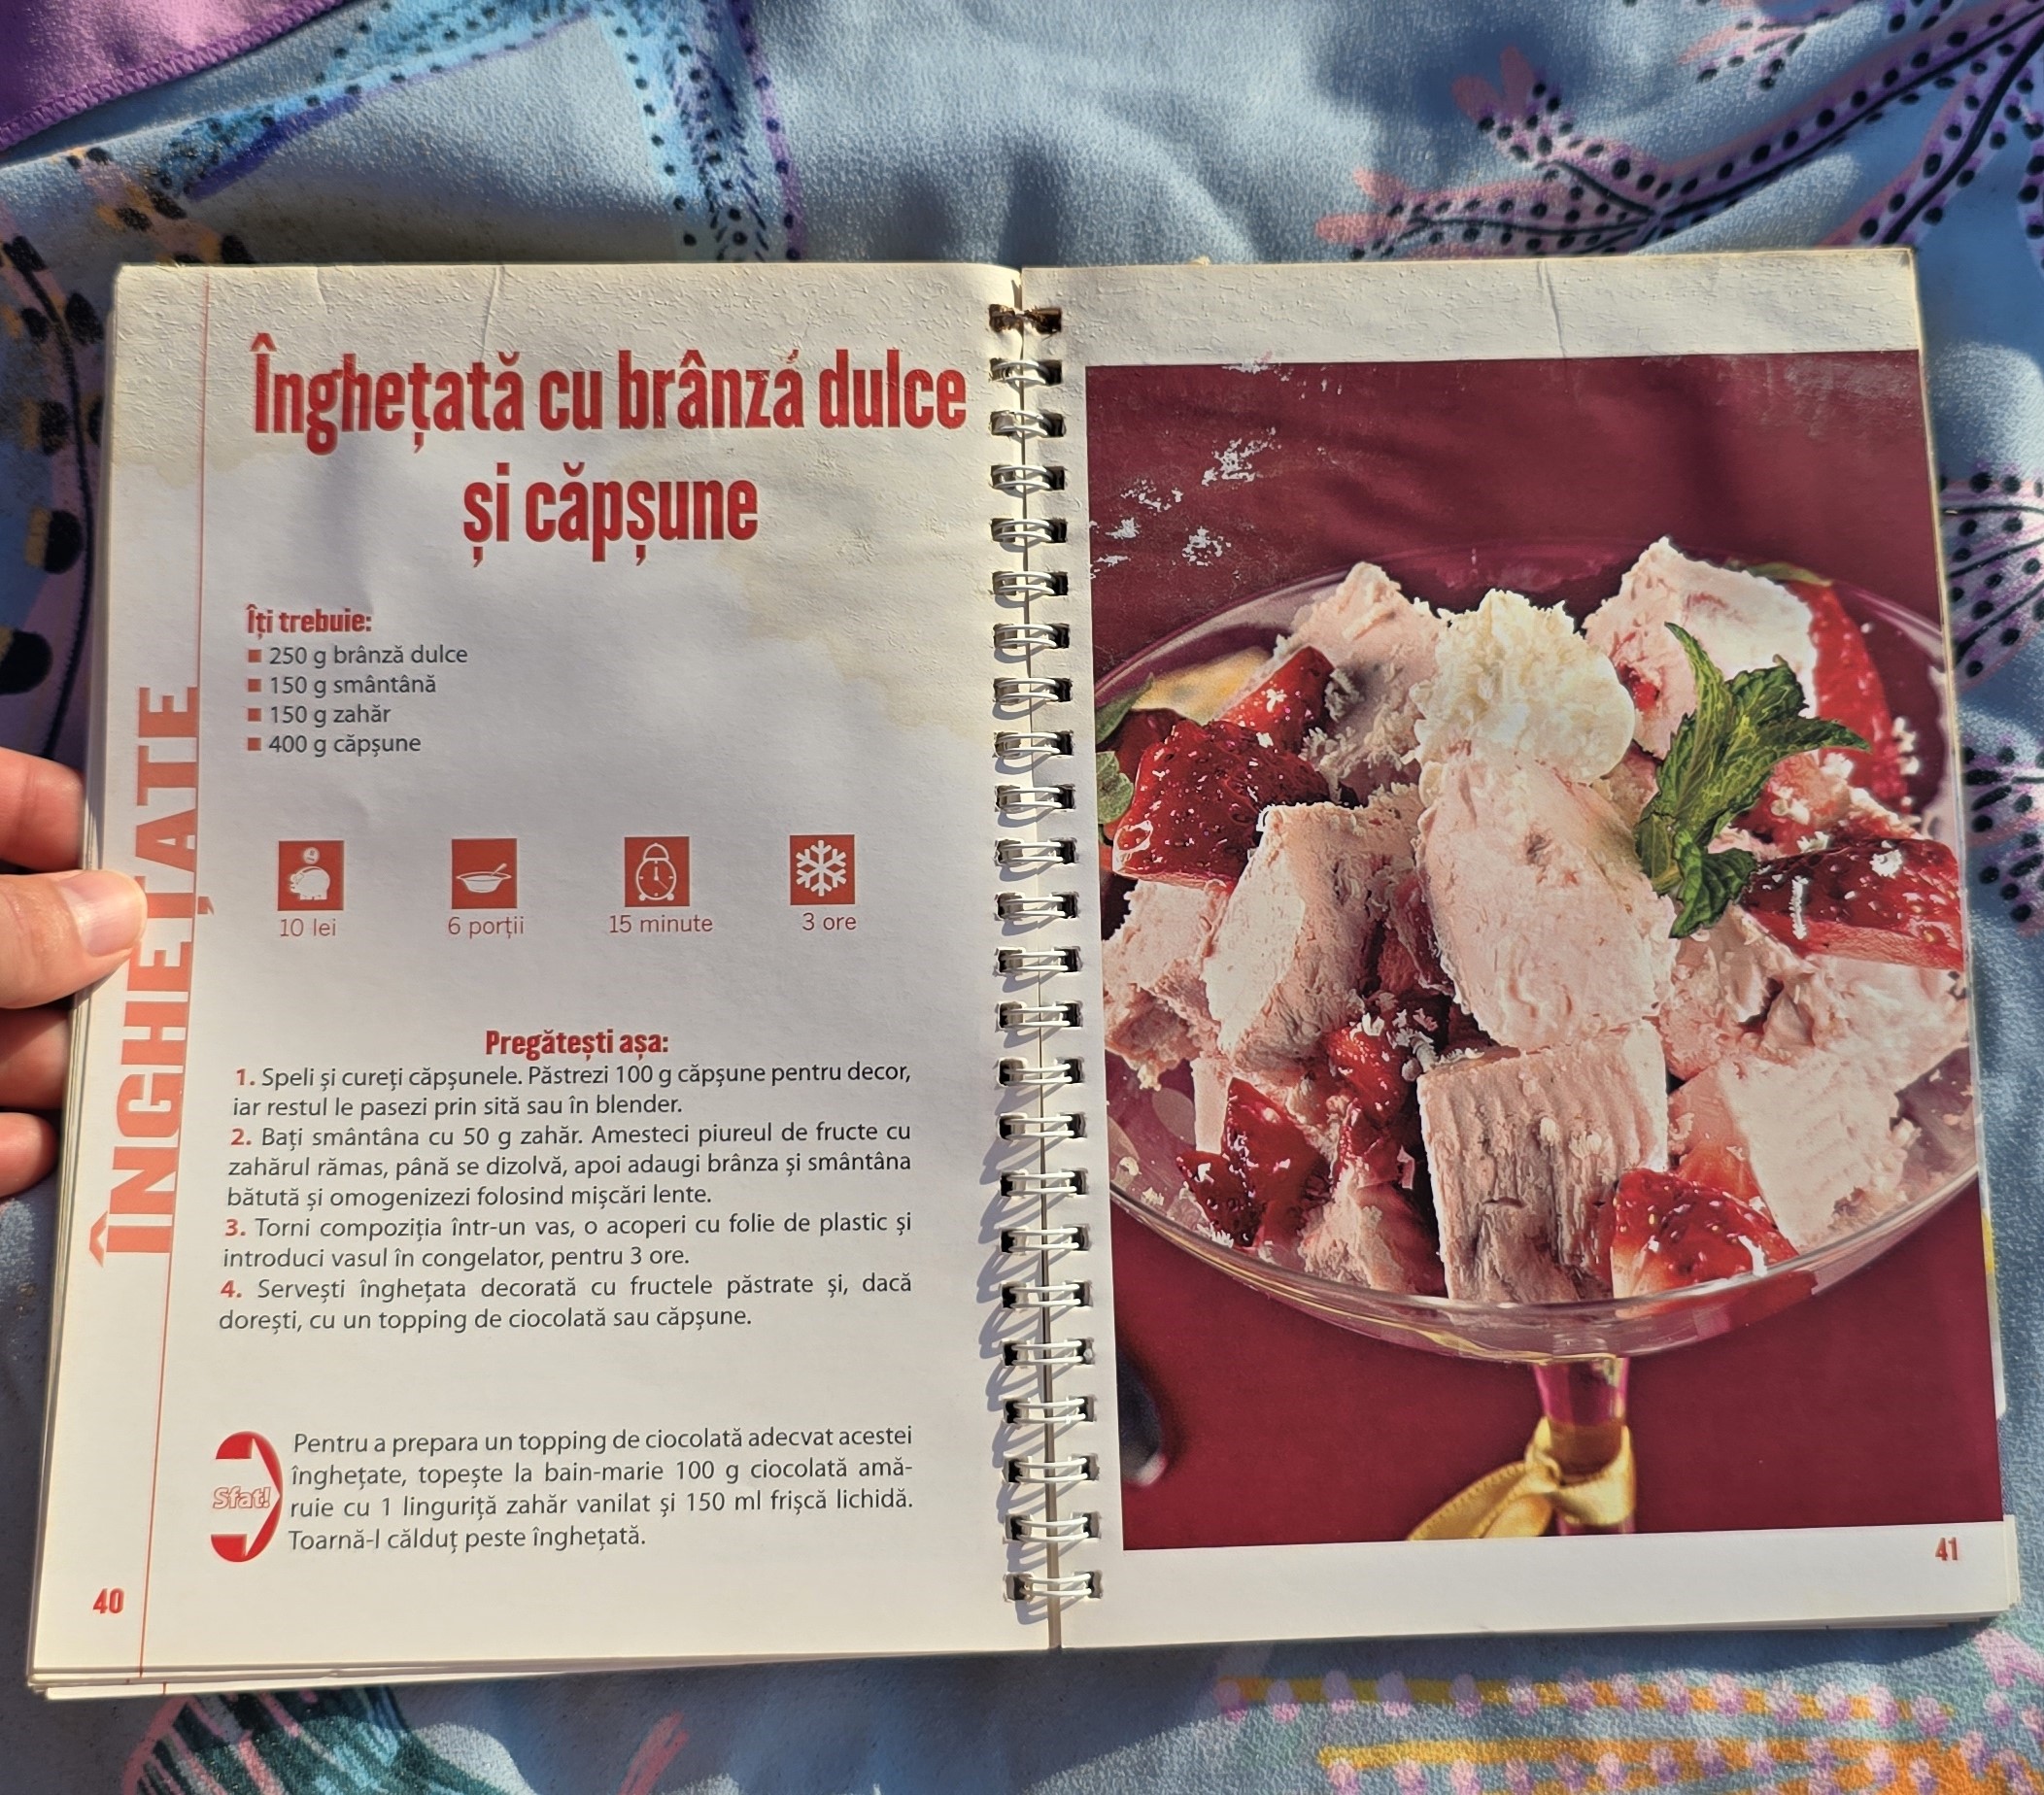 Înghețată cu brânză dulce
și căpșune
Îți trebuie:
■ 250 g brânză dulce
■ 150 g smântână
■ 150 g zahăr
■ 400 g căpșune
10 lei
6 porții
15 minute
3 ore
Pregătești așa:
1. Speli și cureți căpșunele. Păstrezi 100 g căpșune pentru decor,
iar restul le pasezi prin sită sau în blender.
2. Bați smântâna cu 50 g zahăr. Amesteci piureul de fructe cu
zahărul rămas, până se dizolvă, apoi adaugi brânza și smântâna
bătută și omogenizezi folosind mișcări lente.
3. Torni compoziția într-un vas, o acoperi cu folie de plastic și
introduci vasul în congelator, pentru 3 ore.
4. Servești înghețata decorată cu fructele păstrate și, dacă
dorești, cu un topping de ciocolată sau căpșune.
Sfat!
Pentru a prepara un topping de ciocolată adecvat acestei
înghețate, topește la bain-marie 100 g ciocolată amă-
ruie cu 1 linguriță zahăr vanilat și 150 ml frișcă lichidă.
Toarnă-l călduț peste înghețată.
ÎNGHEȚATE
40
41